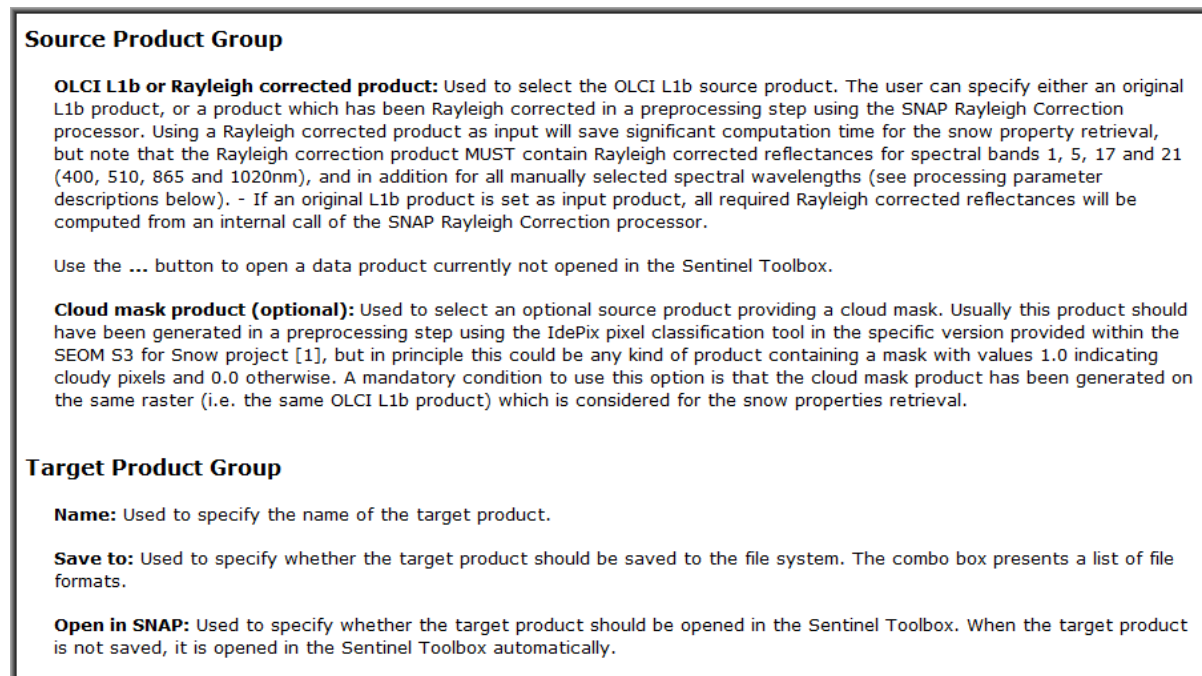 Source Product Group
OLCI L1b or Rayleigh corrected product: Used to select the OLCI L1b source product. The user can specify either an original
L1b product, or a product which has been Rayleigh corrected in a preprocessing step using the SNAP Rayleigh Correction
processor. Using a Rayleigh corrected product as input will save significant computation time for the snow property retrieval,
but note that the Rayleigh correction product MUST contain Rayleigh corrected reflectances for spectral bands 1, 5, 17 and 21
(400, 510, 865 and 1020nm), and in addition for all manually selected spectral wavelengths (see processing parameter
descriptions below). - If an original L1b product is set as input product, all required Rayleigh corrected reflectances will be
computed from an internal call of the SNAP Rayleigh Correction processor.
Use the ... button to open a data product currently not opened in the Sentinel Toolbox.
Cloud mask product (optional): Used to select an optional source product providing a cloud mask. Usually this product should
have been generated in a preprocessing step using the IdePix pixel classification tool in the specific version provided within the
SEOM S3 for Snow project [1], but in principle this could be any kind of product containing a mask with values 1.0 indicating
cloudy pixels and 0.0 otherwise. A mandatory condition to use this option is that the cloud mask product has been generated on
the same raster (i.e. the same OLCI L1b product) which is considered for the snow properties retrieval.
Target Product Group
Name: Used to specify the name of the target product.
Save to: Used to specify whether the target product should be saved to the file system. The combo box presents a list of file
formats.
Open in SNAP: Used to specify whether the target product should be opened in the Sentinel Toolbox. When the target product
is not saved, it is opened in the Sentinel Toolbox automatically.